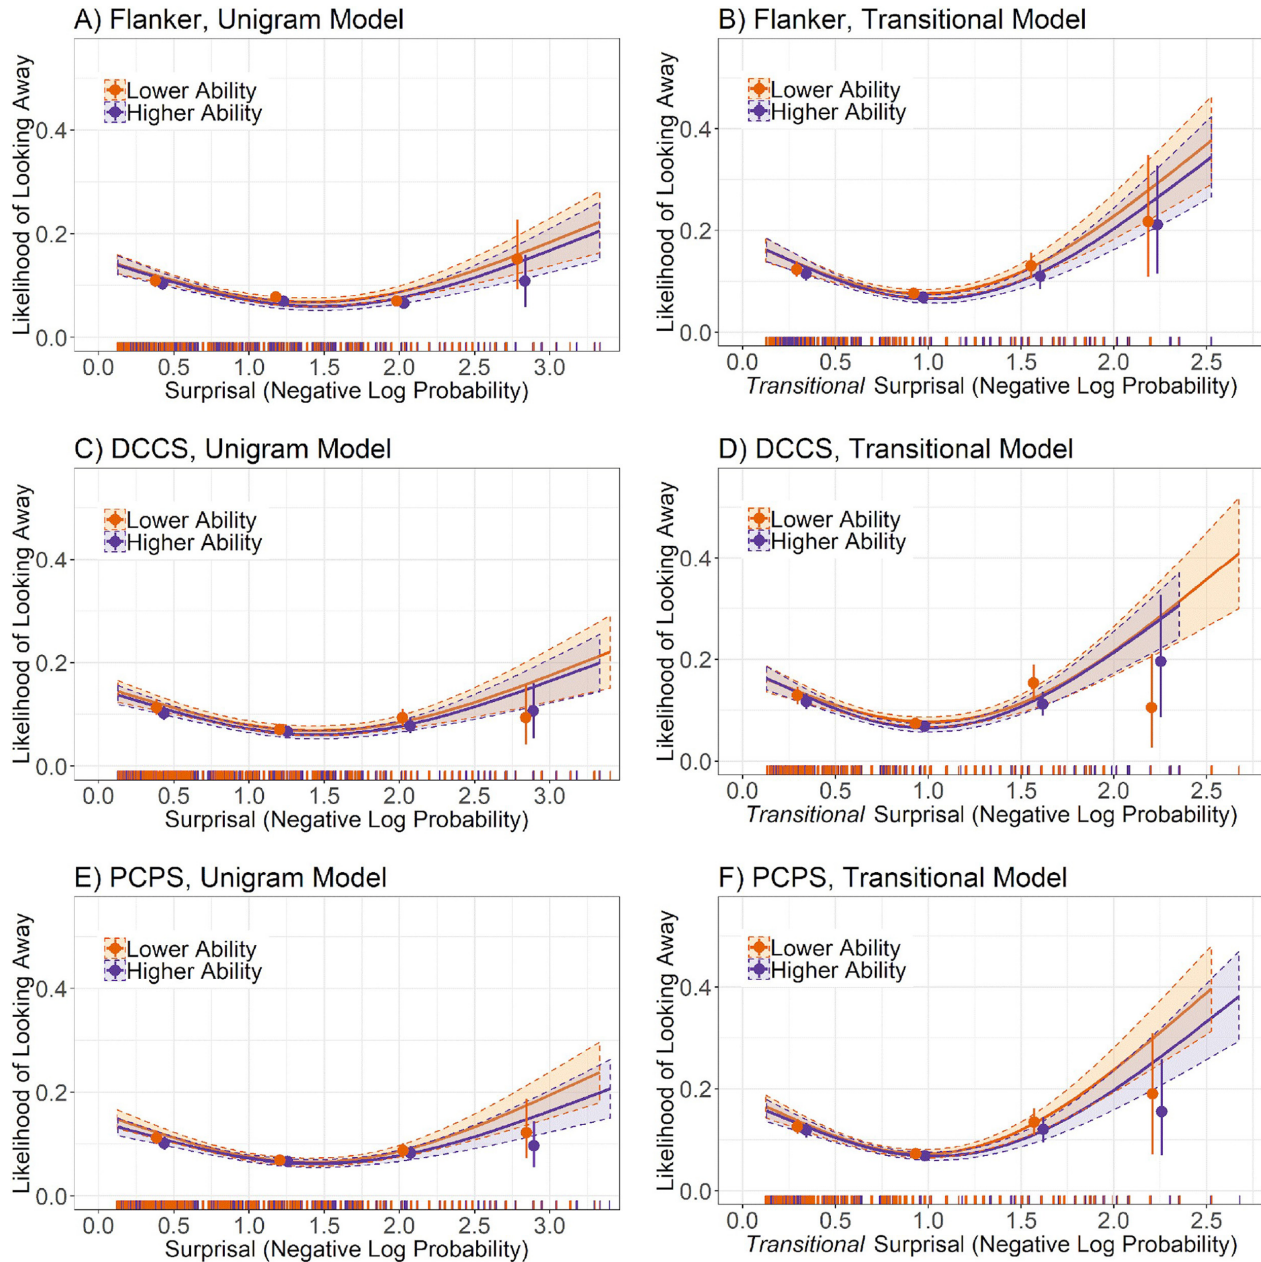 A) Flanker, Unigram Model
Likelihood of Looking Away
Lower Ability
Higher Ability
0.4
0.2
0.0
0.0 0.5 1.0 1.5 2.0 2.5 3.0
Surprisal (Negative Log Probability)
B) Flanker, Transitional Model
Likelihood of Looking Away
Lower Ability
Higher Ability
0.4
0.2
0.0
0.0 0.5 1.0 1.5 2.0 2.5
Transitional Surprisal (Negative Log Probability)
C) DCCS, Unigram Model
Likelihood of Looking Away
Lower Ability
Higher Ability
0.4
0.2
0.0
0.0 0.5 1.0 1.5 2.0 2.5 3.0
Surprisal (Negative Log Probability)
D) DCCS, Transitional Model
Likelihood of Looking Away
Lower Ability
Higher Ability
0.4
0.2
0.0
0.0 0.5 1.0 1.5 2.0 2.5
Transitional Surprisal (Negative Log Probability)
E) PCPS, Unigram Model
Likelihood of Looking Away
Lower Ability
Higher Ability
0.4
0.2
0.0
0.0 0.5 1.0 1.5 2.0 2.5 3.0
Surprisal (Negative Log Probability)
F) PCPS, Transitional Model
Likelihood of Looking Away
Lower Ability
Higher Ability
0.4
0.2
0.0
0.0 0.5 1.0 1.5 2.0 2.5
Transitional Surprisal (Negative Log Probability)